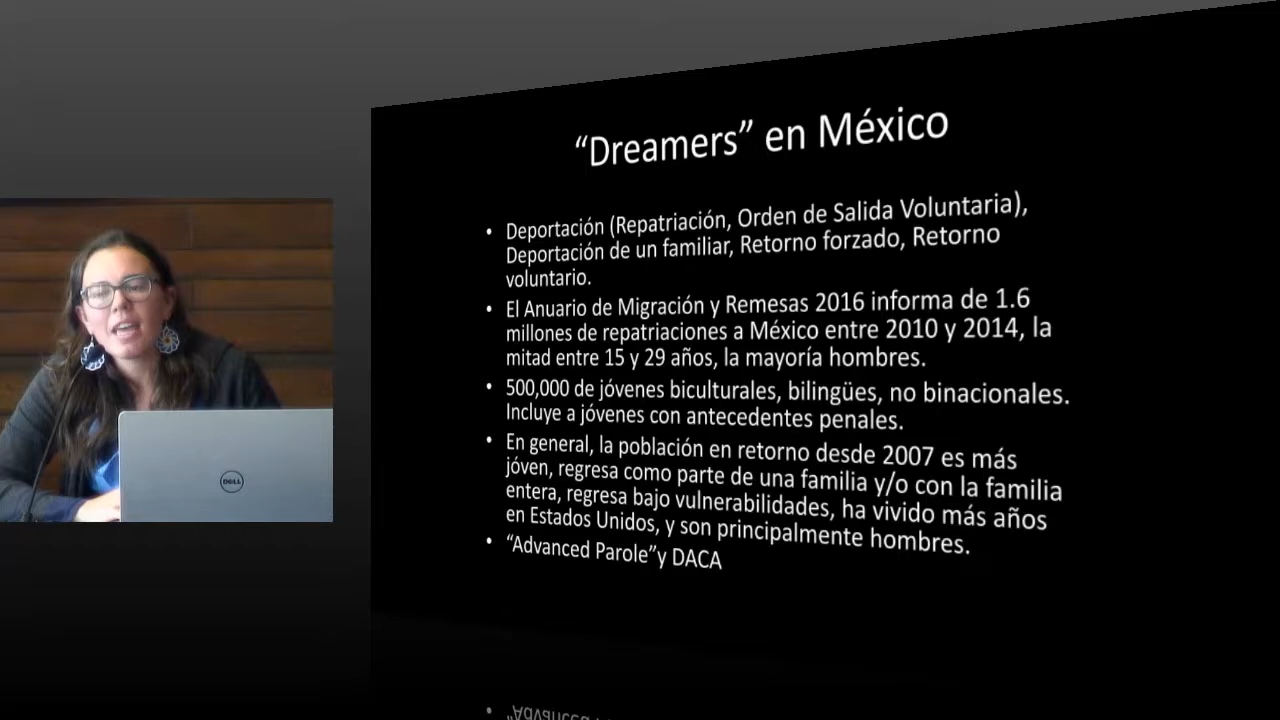 “Dreamers” en México
• Deportación (Repatriación, Orden de Salida Voluntaria),
Deportación de un familiar, Retorno forzado, Retorno
voluntario.
• El Anuario de Migración y Remesas 2016 informa de 1.6
millones de repatriaciones a México entre 2010 y 2014, la
mitad entre 15 y 29 años, la mayoría hombres.
• 500,000 de jóvenes biculturales, bilingües, no binacionales.
Incluye a jóvenes con antecedentes penales.
• En general, la población en retorno desde 2007 es más
jóven, regresa como parte de una familia y/o con la familia
entera, regresa bajo vulnerabilidades, ha vivido más años
en Estados Unidos, y son principalmente hombres.
• “Advanced Parole”y DACA
DELL